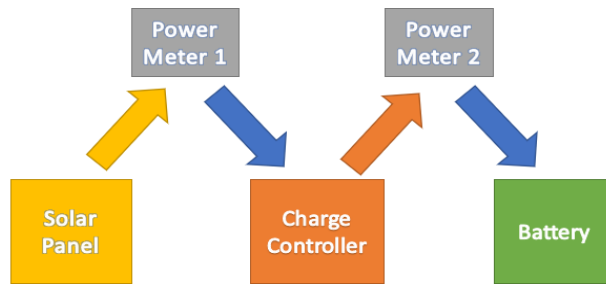 Power
Meter 1
Power
Meter 2
Solar
Panel
Charge
Controller
Battery